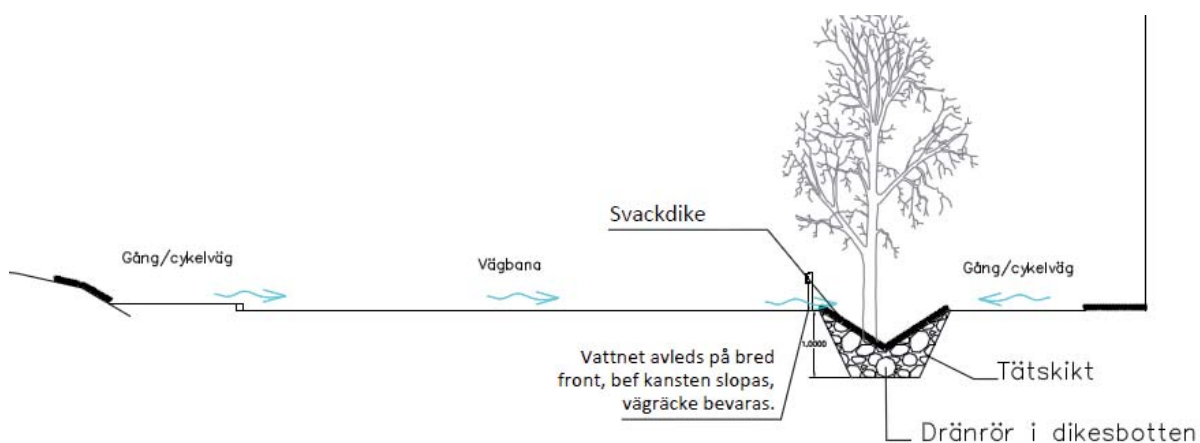 Svackdike
Gång/cykelväg
Vägbana
Gång/cykelväg
1,0000
Vattnet avleds på bred
front, bef kansten slopas,
vägräcke bevaras.
Tätskikt
Dränrör i dikesbotten